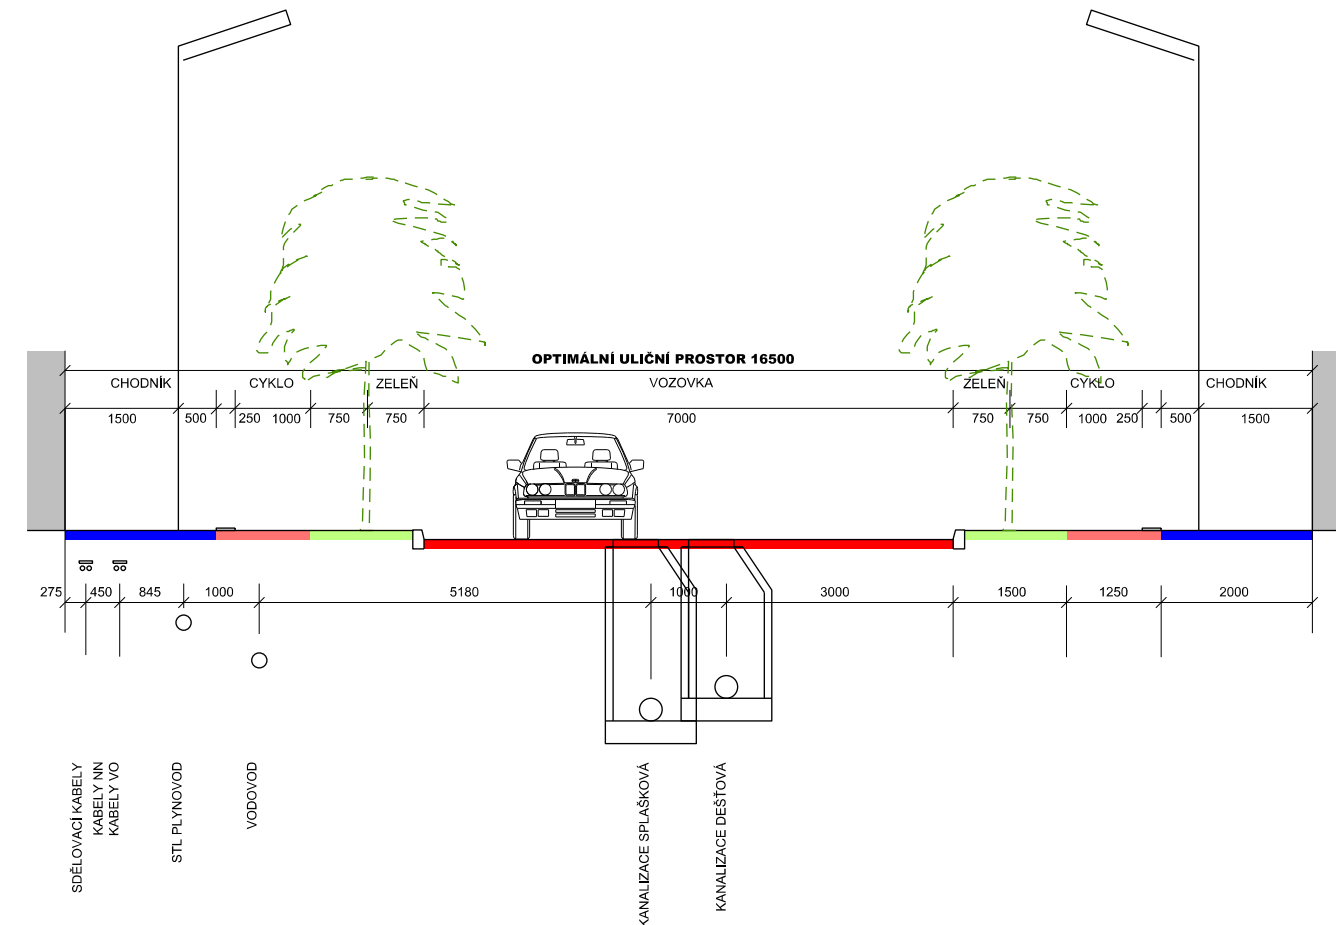 OPTIMÁLNÍ ULIČNÍ PROSTOR 16500
CHODNÍK CYKLO ZELEŇ VOZOVKA ZELEŇ CYKLO CHODNÍK
1500 500 250 1000 750 750 7000 750 750 1000 250 500 1500
275 450 845 1000 5180 1000 3000 1500 1250 2000
SDĚLOVACÍ KABELY
KABELY NN
KABELY VO
STL PLYNOVOD
VODOVOD
KANALIZACE SPLAŠKOVÁ
KANALIZACE DEŠŤOVÁ